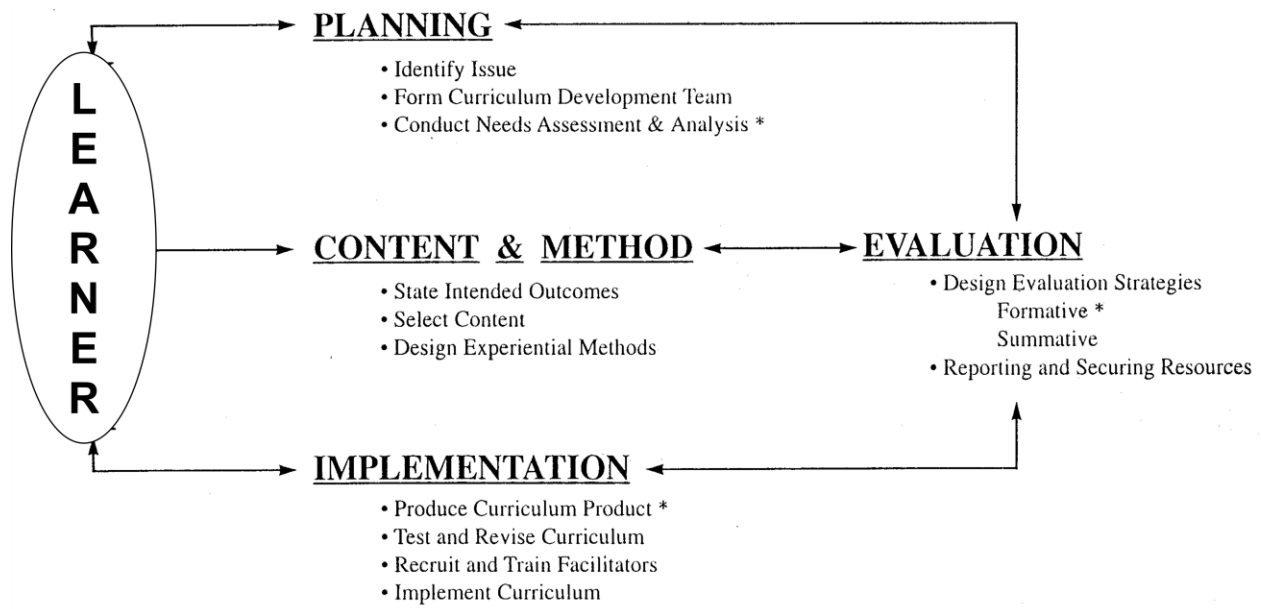 LEARNER
PLANNING
• Identify Issue
• Form Curriculum Development Team
• Conduct Needs Assessment & Analysis *
CONTENT & METHOD
• State Intended Outcomes
• Select Content
• Design Experiential Methods
EVALUATION
• Design Evaluation Strategies
Formative *
Summative
• Reporting and Securing Resources
IMPLEMENTATION
• Produce Curriculum Product *
• Test and Revise Curriculum
• Recruit and Train Facilitators
• Implement Curriculum